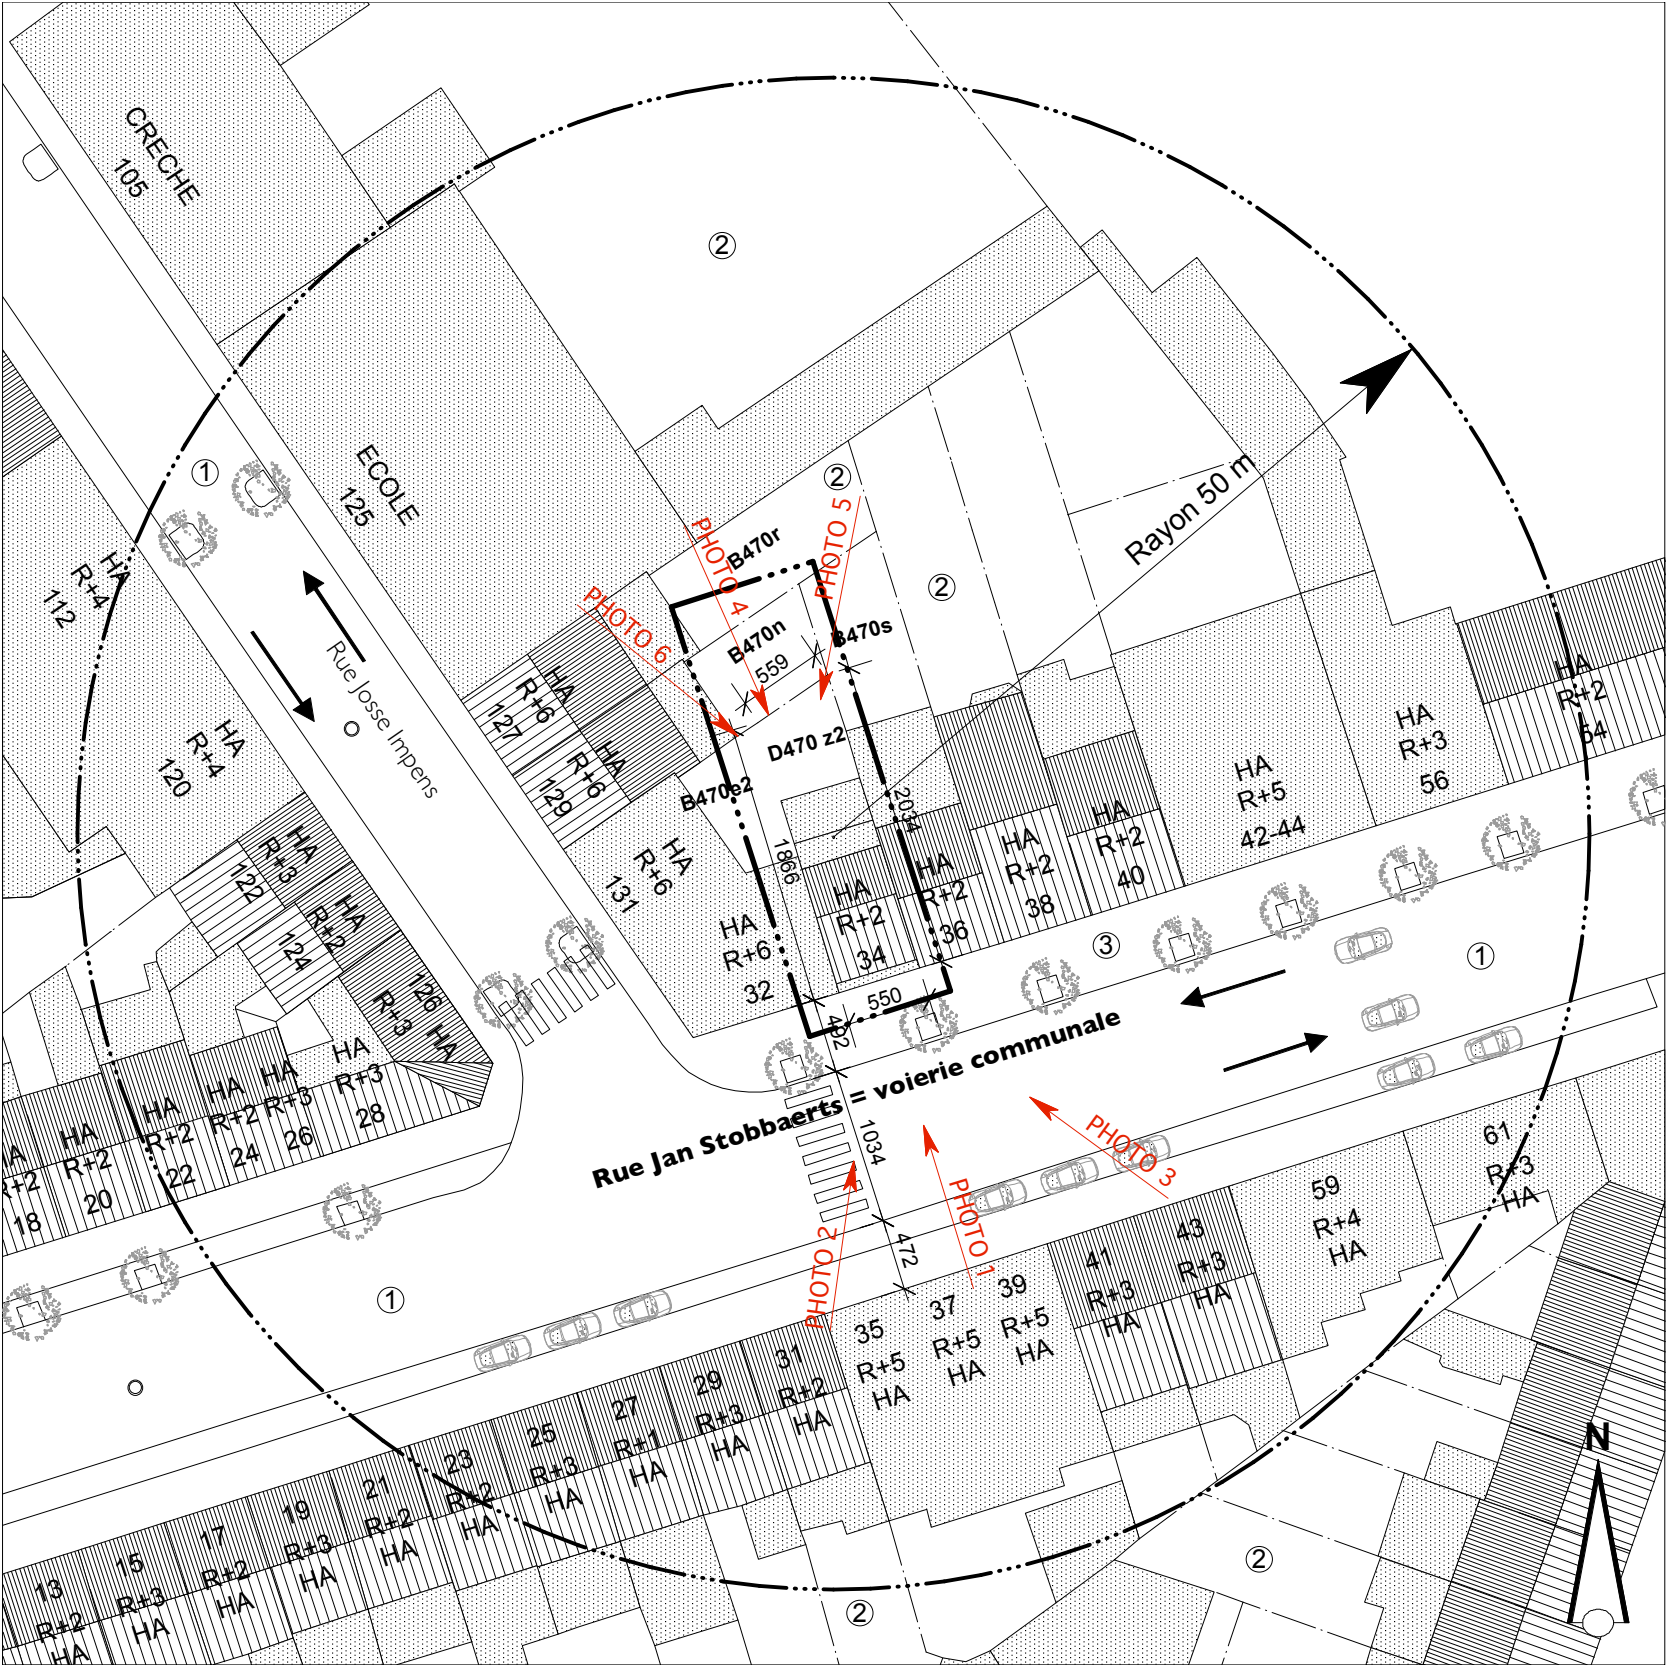 CRECHE
105
2
ECOLE
125
1
2
2
Rayon 50 m
PHOTO 4
PHOTO 5
PHOTO 6
B470r
B470n
559
B470s
D470 z2
B470e2
HA
R+4
112
Rue Josse Impens
HA
R+4
120
HA
R+6
127
HA
R+6
129
HA
R+6
131
HA
R+3
122
HA
R+2
124
126
R+3
HA
HA
R+6
32
1866
2034
HA
R+2
34
HA
R+2
36
HA
R+2
38
HA
R+2
40
HA
R+5
42-44
HA
R+3
56
HA
R+2
54
3
1
550
492
1034
472
Rue Jan Stobbaerts = voierie communale
HA
R+2
18
HA
R+2
20
HA
R+2
22
HA
R+2
24
HA
R+3
26
HA
R+3
28
1
PHOTO 2
PHOTO 1
PHOTO 3
13
R+2
HA
15
R+3
HA
17
R+2
HA
19
R+3
HA
21
R+2
HA
23
R+2
HA
25
R+3
HA
27
R+1
HA
29
R+3
HA
31
R+2
HA
35
R+5
HA
37
R+5
HA
39
R+5
HA
41
R+3
HA
43
R+3
HA
59
R+4
HA
61
R+3
HA
2
2
N